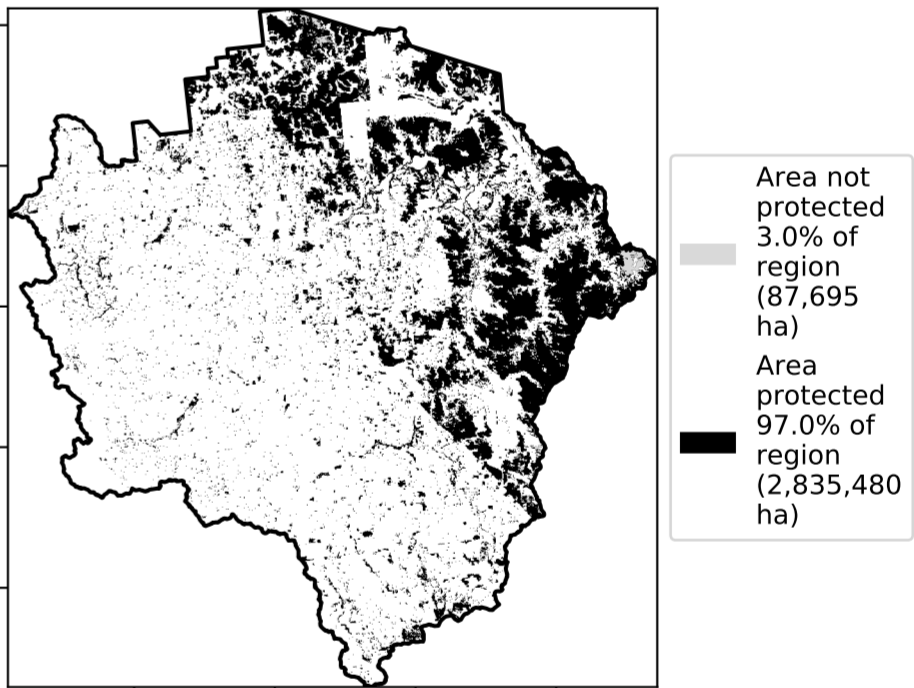 Area not
protected
3.0% of
region
(87,695
ha)
Area
protected
97.0% of
region
(2,835,480
ha)